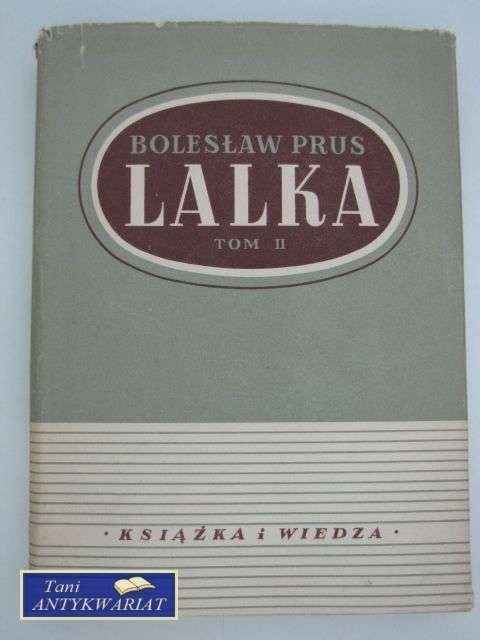 BOLESŁAW PRUS
LALKA
TOM II
· KSIĄŻKA i WIEDZA ·
Tani
ANTYKWARIAT